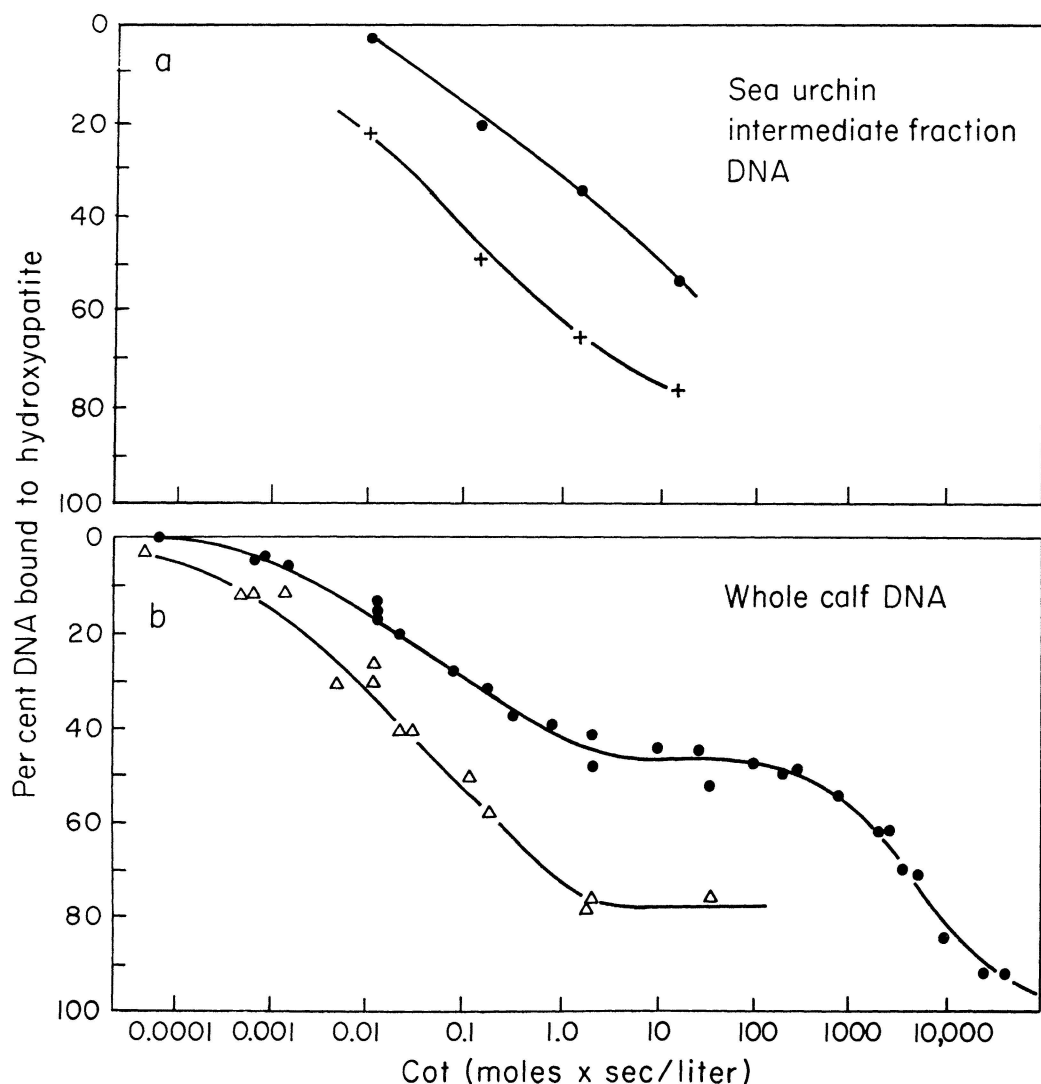 a
Sea urchin
intermediate fraction
DNA
0
20
40
60
80
100
Per cent DNA bound to hydroxyapatite
b
Whole calf DNA
0
20
40
60
80
100
0.0001
0.001
0.01
0.1
1.0
10
100
1000
10,000
Cot (moles x sec/liter)